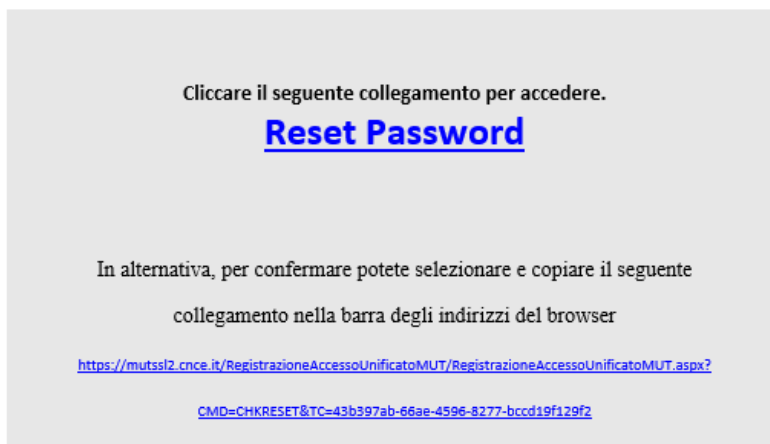 Cliccare il seguente collegamento per accedere.
Reset Password
In alternativa, per confermare potete selezionare e copiare il seguente
collegamento nella barra degli indirizzi del browser
https://mutssl2.cnce.it/RegistrazioneAccessoUnificatoMUT/RegistrazioneAccessoUnificatoMUT.aspx?
CMD=CHKRESET&TC=43b397ab-66ae-4596-8277-bccd19f129f2